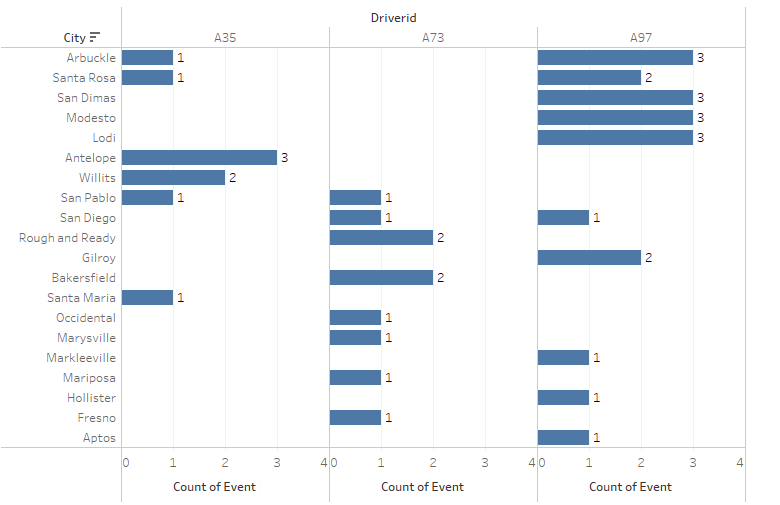 Driverid
City A35 A73 A97
Arbuckle 1 3
Santa Rosa 1 2
San Dimas 3
Modesto 3
Lodi 3
Antelope 3
Willits 2
San Pablo 1 1
San Diego 1 1
Rough and Ready 2
Gilroy 2
Bakersfield 2
Santa Maria 1
Occidental 1
Marysville 1
Markleeville 1
Mariposa 1
Hollister 1
Fresno 1
Aptos 1
0 1 2 3 4 0 1 2 3 4 0 1 2 3 4
Count of Event Count of Event Count of Event